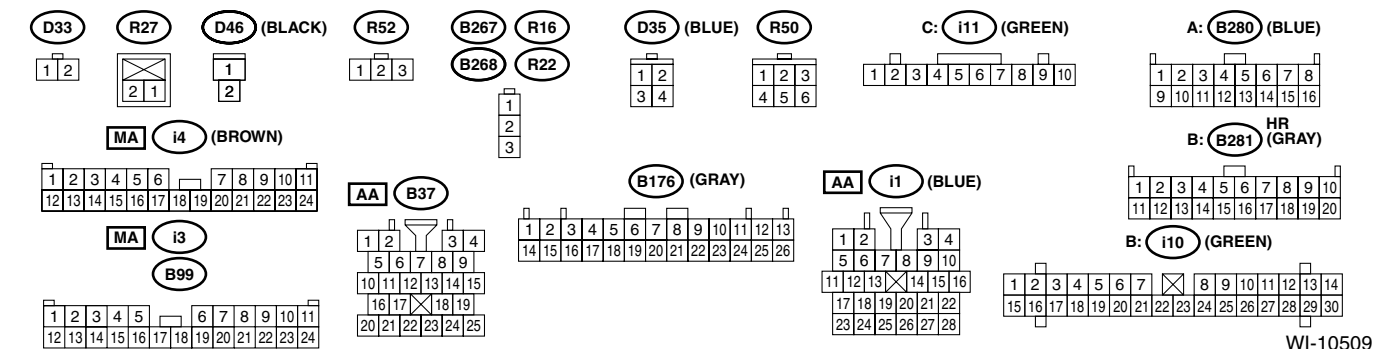 D33 R27 D46 (BLACK) R52 B267 R16 D35 (BLUE) R50 C: i11 (GREEN) A: B280 (BLUE)
B268 R22
1 2
2 1
1
2
1 2 3
1
2
3
1 2
3 4
1 2 3
4 5 6
1 2 3 4 5 6 7 8 9 10
1 2 3 4 5 6 7 8
9 10 11 12 13 14 15 16
MA i4 (BROWN)
1 2 3 4 5 6 7 8 9 10 11
12 13 14 15 16 17 18 19 20 21 22 23 24
MA i3
B99
1 2 3 4 5 6 7 8 9 10 11
12 13 14 15 16 17 18 19 20 21 22 23 24
AA B37
1 2 3 4
5 6 7 8 9
10 11 12 13 14 15
16 17 18 19
20 21 22 23 24 25
B176 (GRAY)
1 2 3 4 5 6 7 8 9 10 11 12 13
14 15 16 17 18 19 20 21 22 23 24 25 26
AA i1 (BLUE)
1 2 3 4
5 6 7 8 9 10
11 12 13 14 15 16
17 18 19 20 21 22
23 24 25 26 27 28
HR
B: B281 (GRAY)
1 2 3 4 5 6 7 8 9 10
11 12 13 14 15 16 17 18 19 20
B: i10 (GREEN)
1 2 3 4 5 6 7 8 9 10 11 12 13 14
15 16 17 18 19 20 21 22 23 24 25 26 27 28 29 30
WI-10509